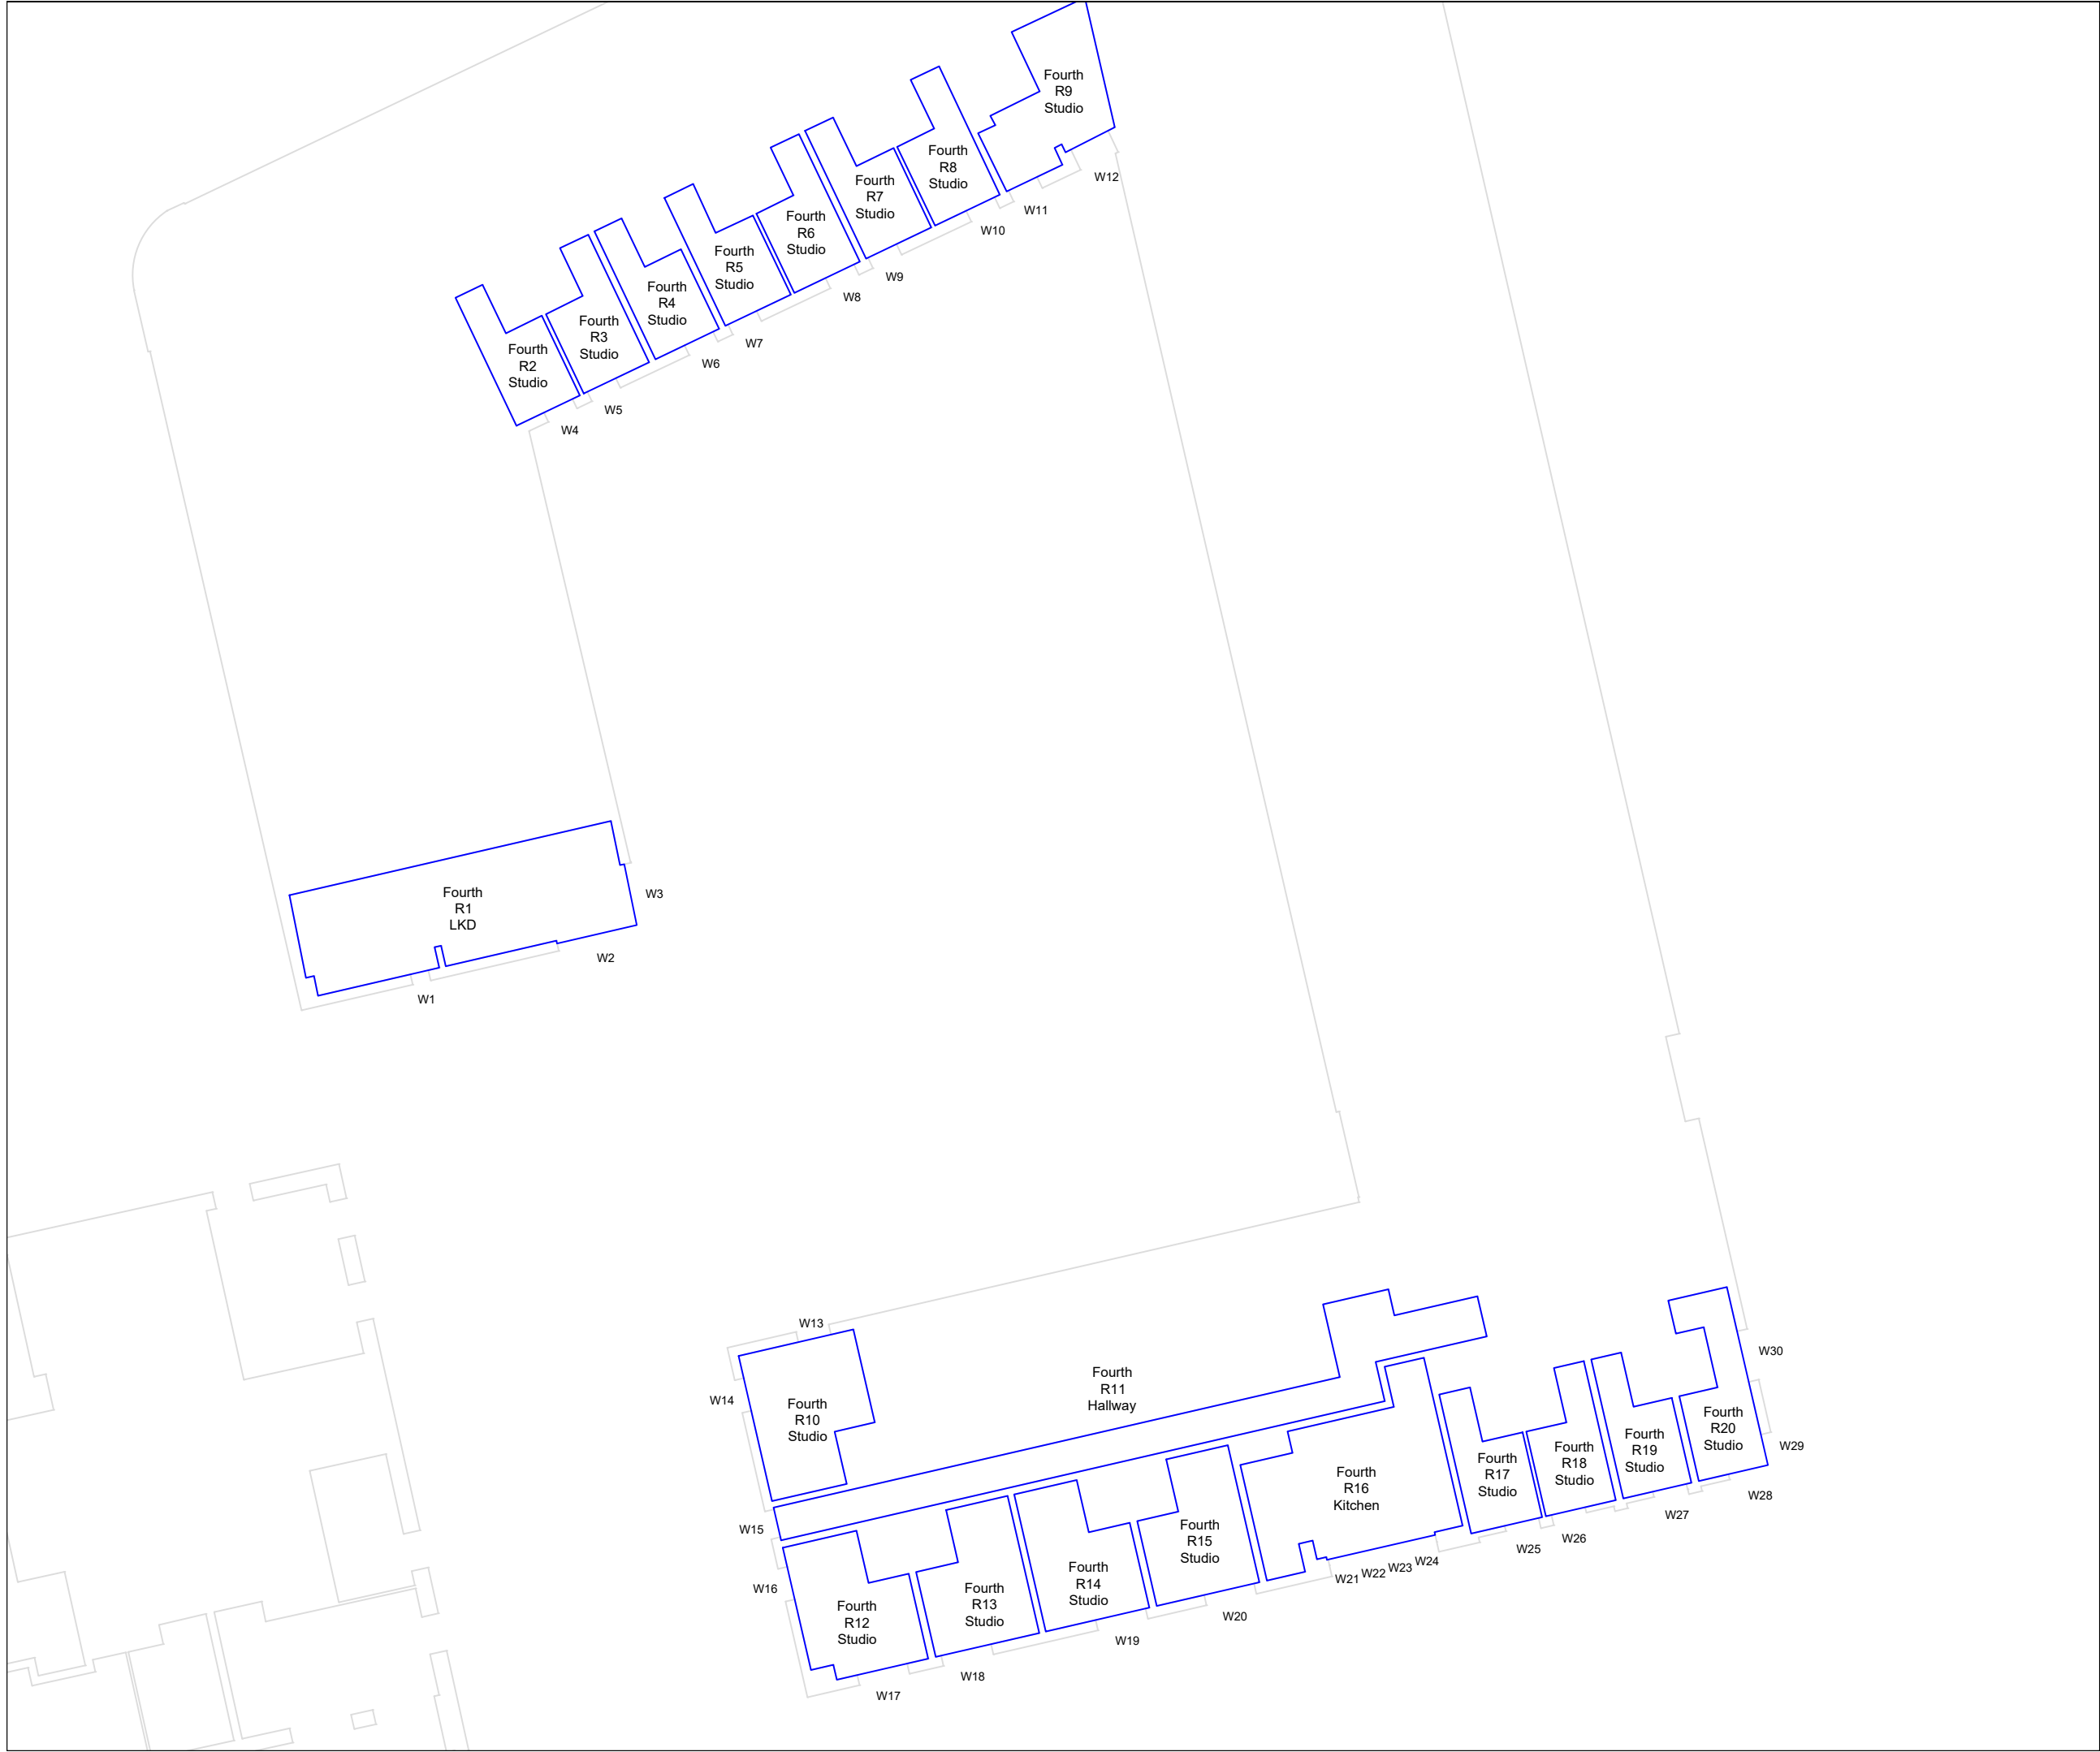 Fourth
R9
Studio
W12
Fourth
R8
Studio
W11
Fourth
R7
Studio
W10
Fourth
R6
Studio
W9
Fourth
R5
Studio
W8
Fourth
R4
Studio
W7
Fourth
R3
Studio
W6
Fourth
R2
Studio
W5
W4
Fourth
R1
LKD
W3
W2
W1
W13
W14
Fourth
R10
Studio
Fourth
R11
Hallway
W30
W15
W16
Fourth
R12
Studio
Fourth
R13
Studio
Fourth
R14
Studio
Fourth
R15
Studio
Fourth
R16
Kitchen
Fourth
R17
Studio
Fourth
R18
Studio
Fourth
R19
Studio
Fourth
R20
Studio
W29
W28
W27
W26
W25
W24
W23
W22
W21
W20
W19
W18
W17